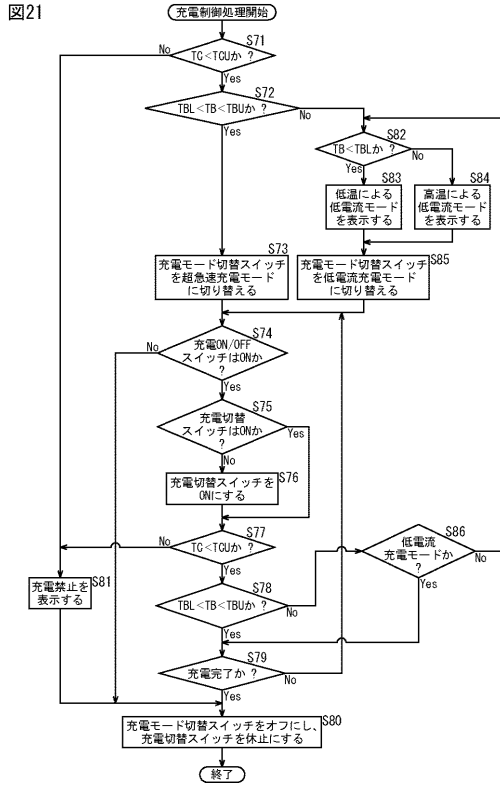 図21
充電制御処理開始
S71
TC<TCUか ?
No
Yes
S72
TBL<TB<TBUか ?
No
Yes
S82
TB<TBLか ?
Yes
No
S83
低温による
低電流モード
を表示する
S84
高温による
低電流モード
を表示する
S73
充電モード切替スイッチ
を超急速充電モード
に切り替える
S85
充電モード切替スイッチ
を低電流充電モード
に切り替える
S74
充電ON/OFF
スイッチはONか
?
No
Yes
S75
充電切替
スイッチはONか
?
Yes
No
S76
充電切替スイッチを
ONにする
S77
TC<TCUか ?
No
Yes
S86
低電流
充電モードか
?
No
Yes
S81
充電禁止を
表示する
S78
TBL<TB<TBUか ?
No
Yes
S79
充電完了か ?
No
Yes
S80
充電モード切替スイッチをオフにし、
充電切替スイッチを休止にする
終了